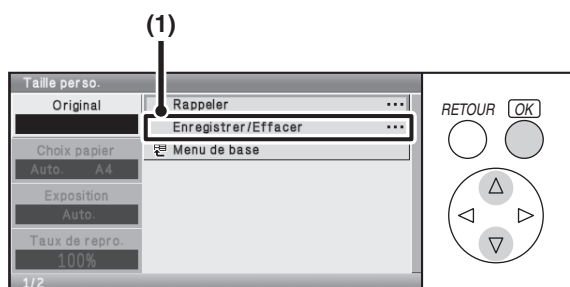 (1)
Taille perso.
Original
Rappeler ...
Enregistrer/Effacer ...
Menu de base
Choix papier
Auto. A4
Exposition
Auto.
Taux de repro.
100%
1/2
RETOUR OK